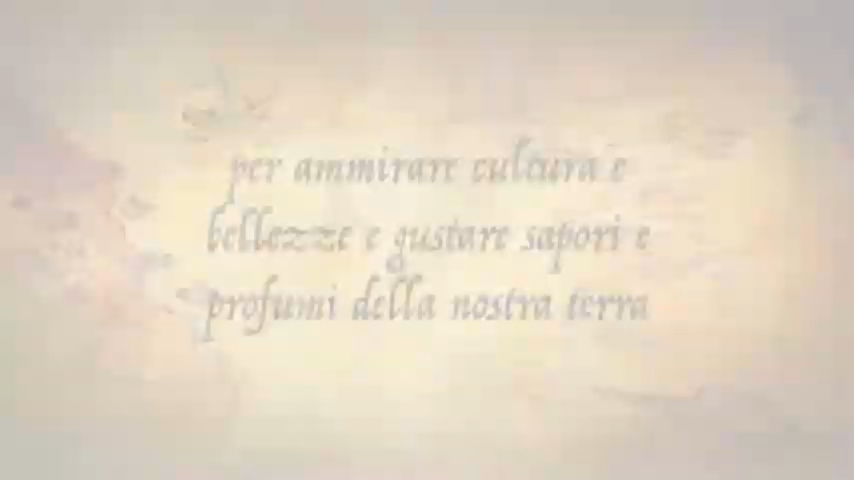 per ammirare cultura e
bellezze e gustare sapori e
profumi della nostra terra